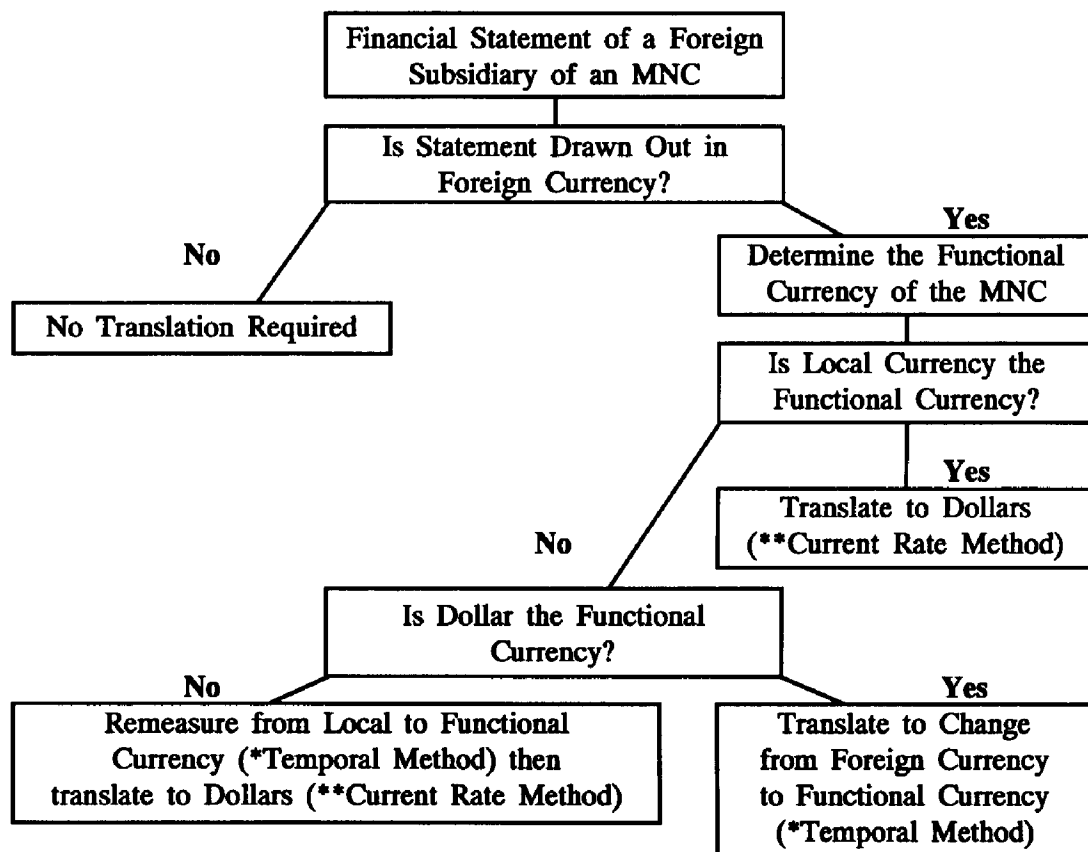 Financial Statement of a Foreign
Subsidiary of an MNC
Is Statement Drawn Out in
Foreign Currency?
No
Yes
No Translation Required
Determine the Functional
Currency of the MNC
Is Local Currency the
Functional Currency?
Yes
Translate to Dollars
(**Current Rate Method)
No
Is Dollar the Functional
Currency?
No
Remeasure from Local to Functional
Currency (*Temporal Method) then
translate to Dollars (**Current Rate Method)
Yes
Translate to Change
from Foreign Currency
to Functional Currency
(*Temporal Method)